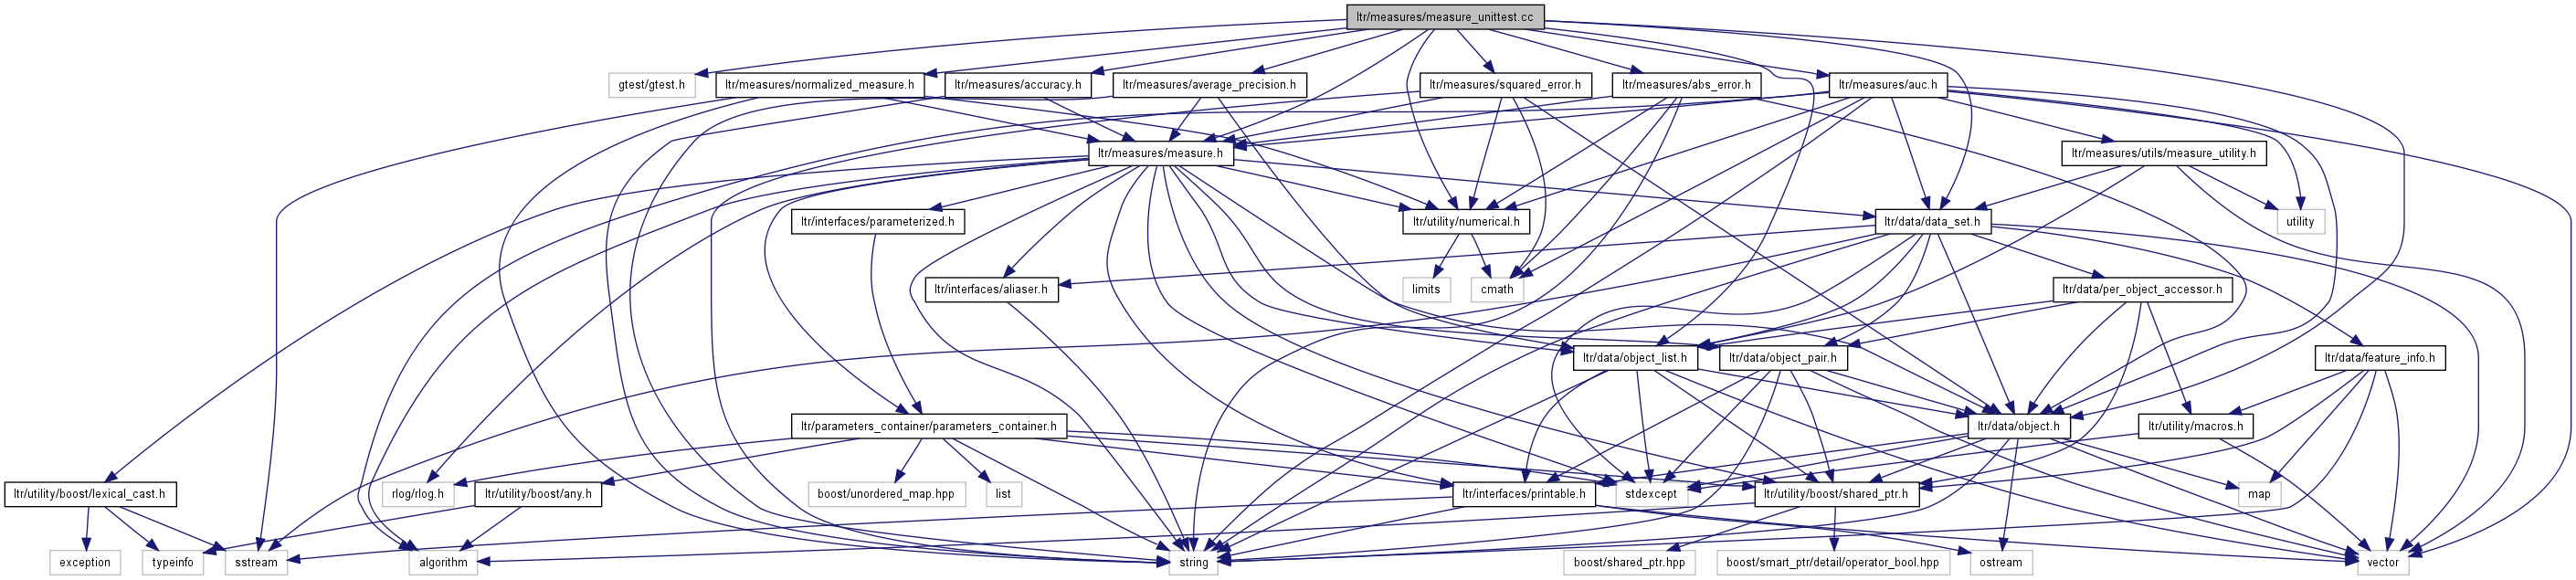 ltr/measures/measure_unittest.cc
gtest/gtest.h
ltr/measures/normalized_measure.h
ltr/measures/accuracy.h
ltr/measures/average_precision.h
ltr/measures/squared_error.h
ltr/measures/abs_error.h
ltr/measures/auc.h
ltr/measures/measure.h
ltr/measures/utils/measure_utility.h
ltr/interfaces/parameterized.h
ltr/utility/numerical.h
ltr/data/data_set.h
utility
ltr/interfaces/aliaser.h
limits
cmath
ltr/data/per_object_accessor.h
ltr/data/object_list.h
ltr/data/object_pair.h
ltr/data/feature_info.h
ltr/parameters_container/parameters_container.h
ltr/data/object.h
ltr/utility/macros.h
ltr/utility/boost/lexical_cast.h
rlog/rlog.h
ltr/utility/boost/any.h
boost/unordered_map.hpp
list
ltr/interfaces/printable.h
stdexcept
ltr/utility/boost/shared_ptr.h
map
exception
typeinfo
sstream
algorithm
string
boost/shared_ptr.hpp
boost/smart_ptr/detail/operator_bool.hpp
ostream
vector